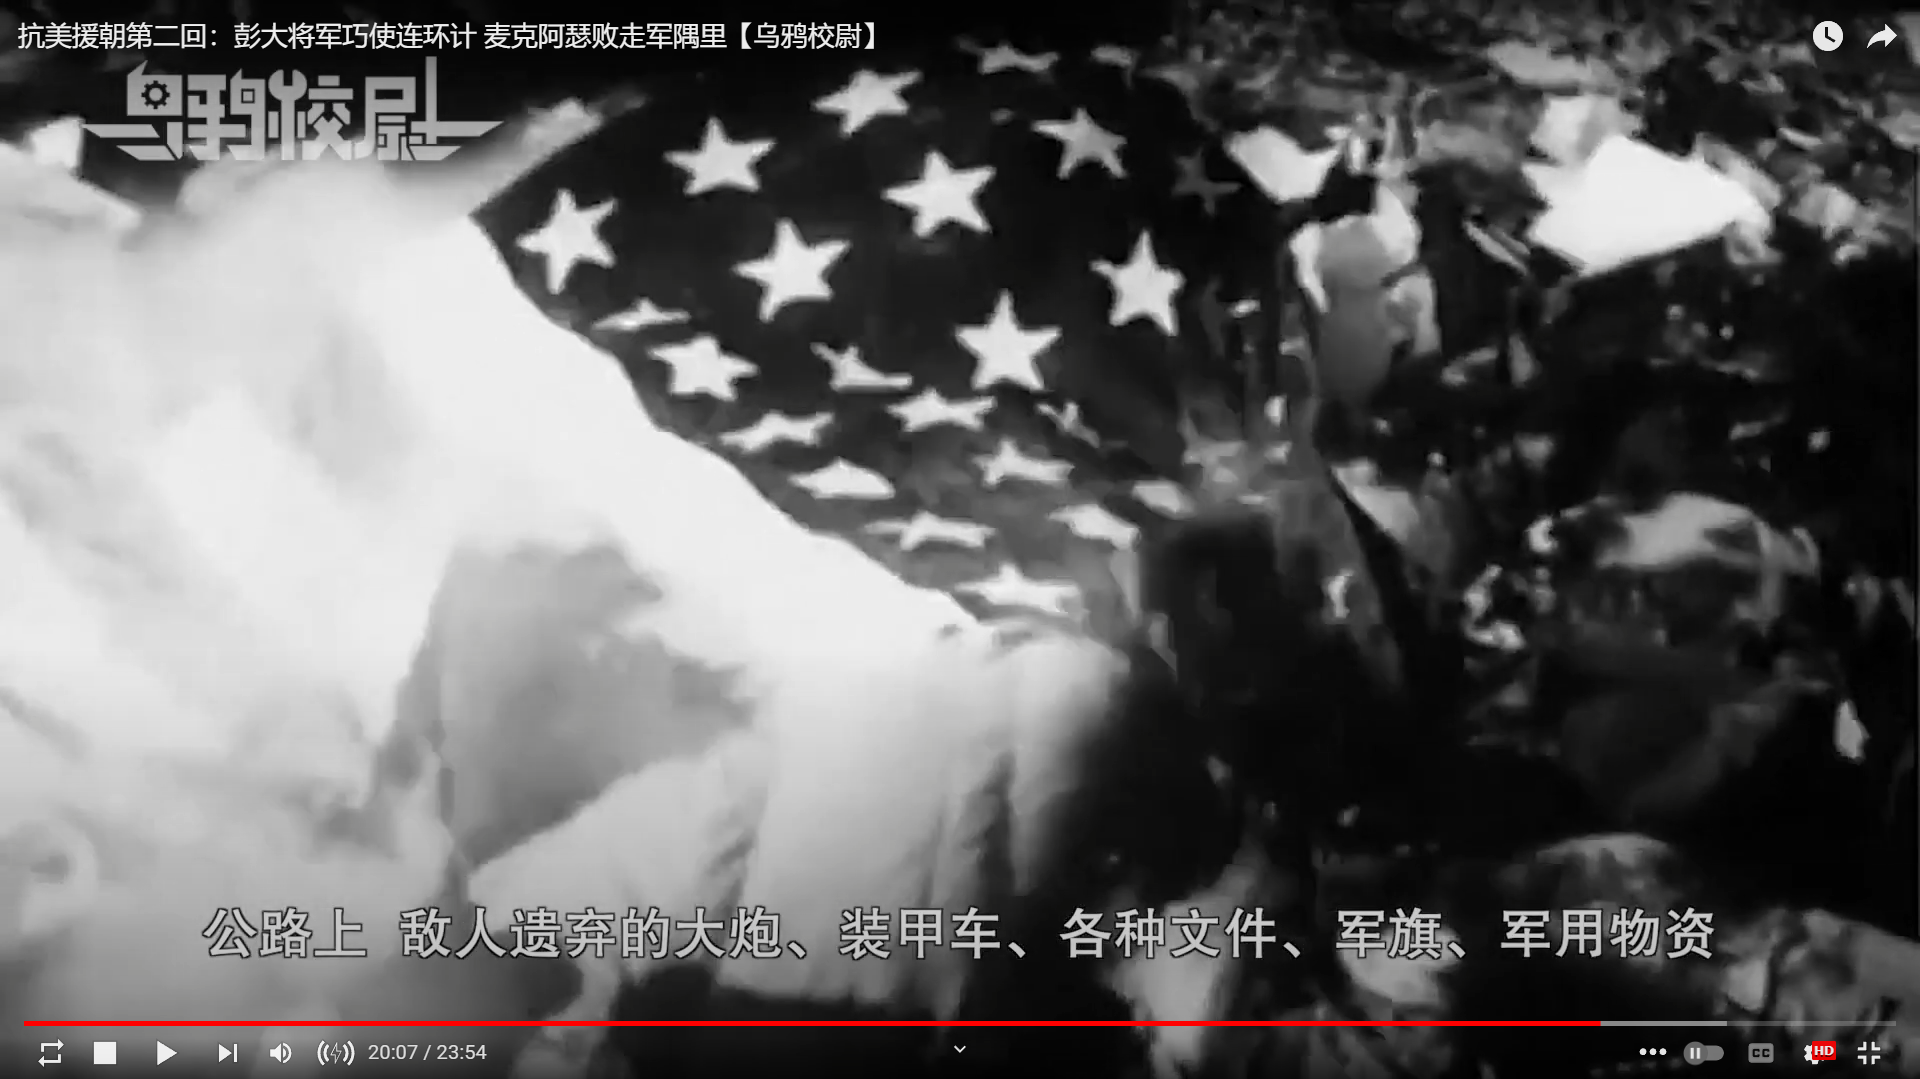 抗美援朝第二回：彭大将军巧使连环计 麦克阿瑟败走军隅里【乌鸦校尉】
乌鸦校尉
公路上 敌人遗弃的大炮、装甲车、各种文件、军旗、军用物资
20:07 / 23:54
CC
HD